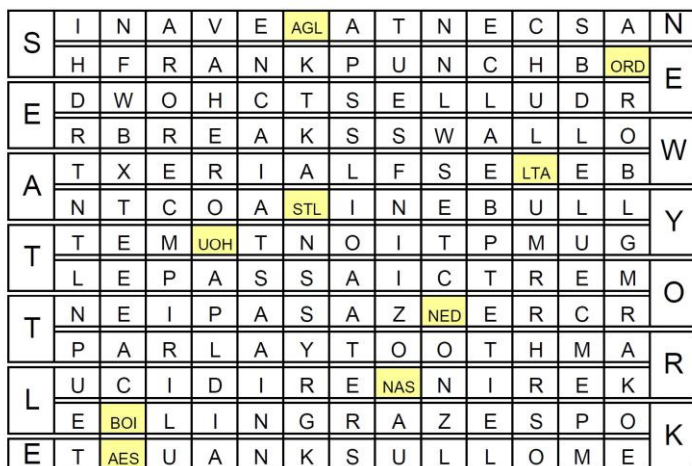 S I N A V E AGL A T N E C S A N
H F R A N K P U N C H B ORD E
E D W O H C T S E L L U D R
R B R E A K S S W A L L O W
A T X E R I A L F S E LTA E B
N T C O A STL I N E B U L L Y
T T E M UOH T N O I T P M U G
L E P A S S A I C T R E M O
T N E I P A S A Z NED E R C R
P A R L A Y T O O T H M A R
L U C I D I R E NAS N I R E K
E BOI L I N G R A Z E S P O K
E T AES U A N K S U L L O M E